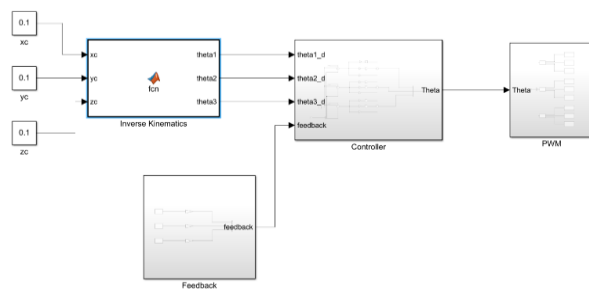 0.1
xc
0.1
yc
0.1
zc
xc
yc
zc
fcn
theta1
theta2
theta3
Inverse Kinematics
theta1_d
theta2_d
theta3_d
feedback
Theta
Controller
Theta
PWM
feedback
Feedback